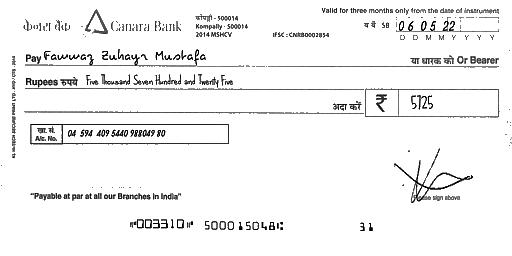 Valid for three months only from the date of instrument
केनरा बैंक Canara Bank
कोंपल्ली - 500014
Kompally - 500014
2014 MSHCV
IFSC : CNRB0002854
SB 06 05 22
D D M M Y Y Y Y
Pay Fawwaz Zuhayr Mustafa या धारक को Or Bearer
Rupees रुपये Five Thousand Seven Hundred and Twenty Five
अदा करें ₹ 5725
खा. सं.
A/c. No. 04 594 409 5440 988049 80
Please sign above
"Payable at par at all our Branches in India"
⑈003310⑈ 500015048⑆ 31